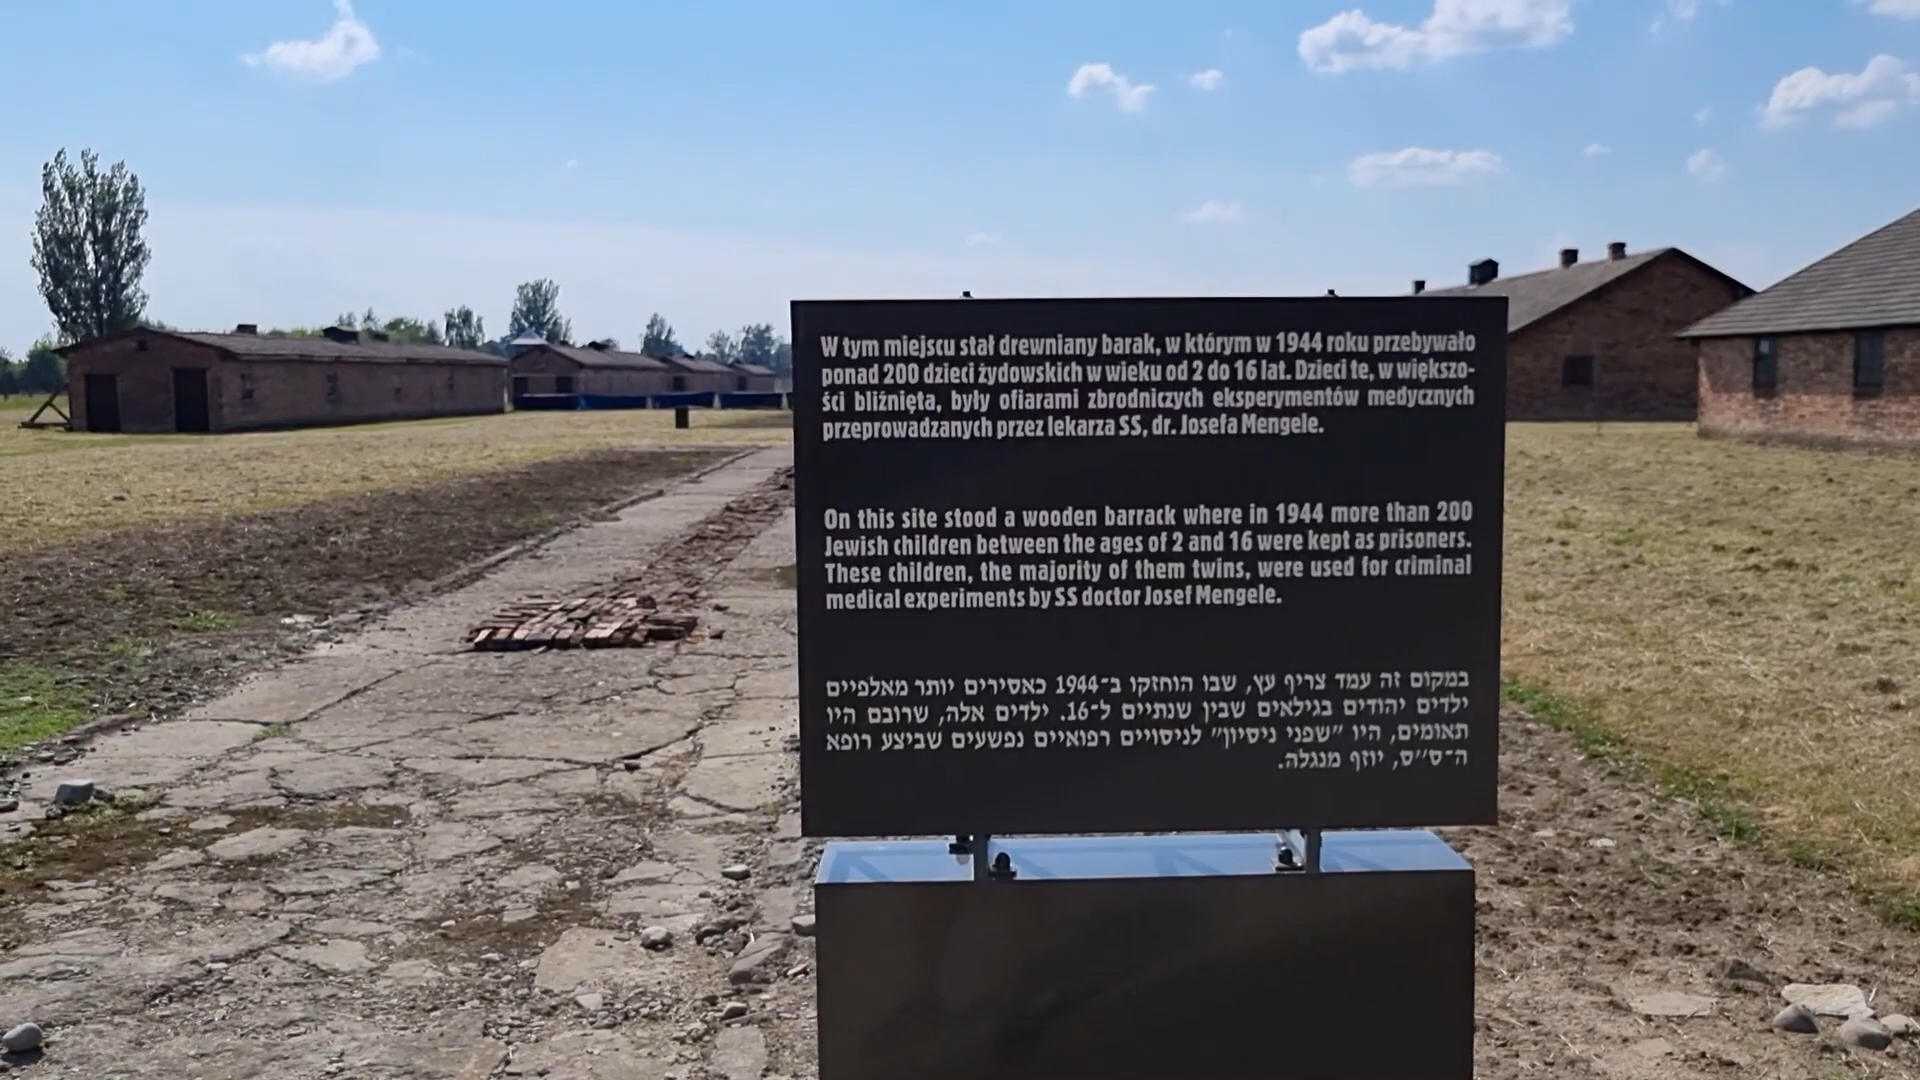 W tym miejscu stał drewniany barak, w którym w 1944 roku przebywało
ponad 200 dzieci żydowskich w wieku od 2 do 16 lat. Dzieci te, w większo-
ści bliźnięta, były ofiarami zbrodniczych eksperymentów medycznych
przeprowadzanych przez lekarza SS, dr. Josefa Mengele.
On this site stood a wooden barrack where in 1944 more than 200
Jewish children between the ages of 2 and 16 were kept as prisoners.
These children, the majority of them twins, were used for criminal
medical experiments by SS doctor Josef Mengele.
במקום זה עמד צריף עץ, שבו הוחזקו ב־1944 כאסירים יותר מאלפיים
ילדים יהודים בגילאים שבין שנתיים ל־16. ילדים אלה, שרובם היו
תאומים, היו "שפני ניסיון" לניסויים רפואיים נפשעים שביצע רופא
ה־ס״ס, יוזף מנגלה.